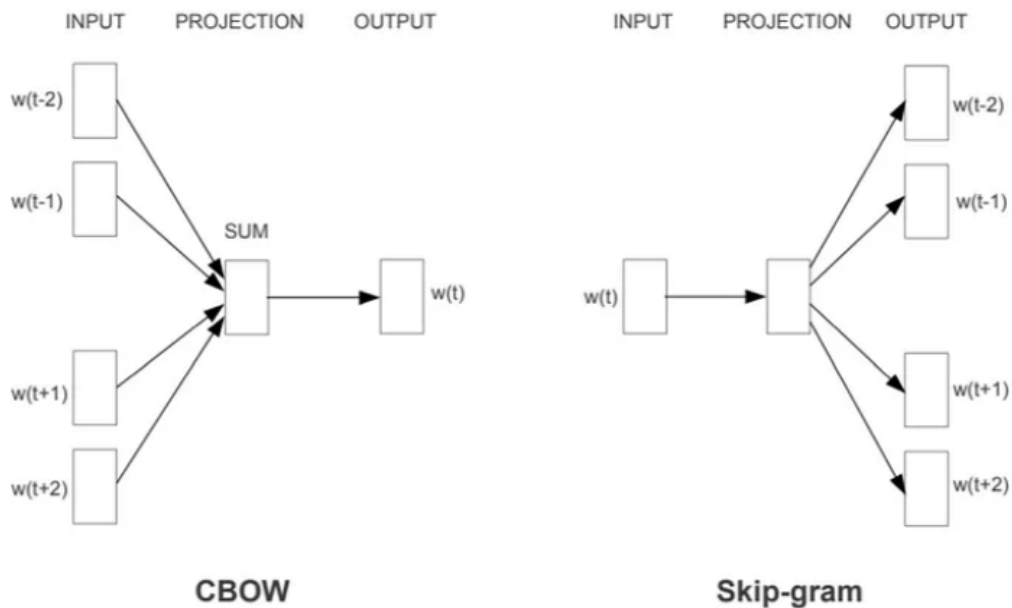 INPUT PROJECTION OUTPUT
w(t-2)
w(t-1)
SUM
w(t)
w(t+1)
w(t+2)
CBOW
INPUT PROJECTION OUTPUT
w(t-2)
w(t-1)
w(t)
w(t+1)
w(t+2)
Skip-gram